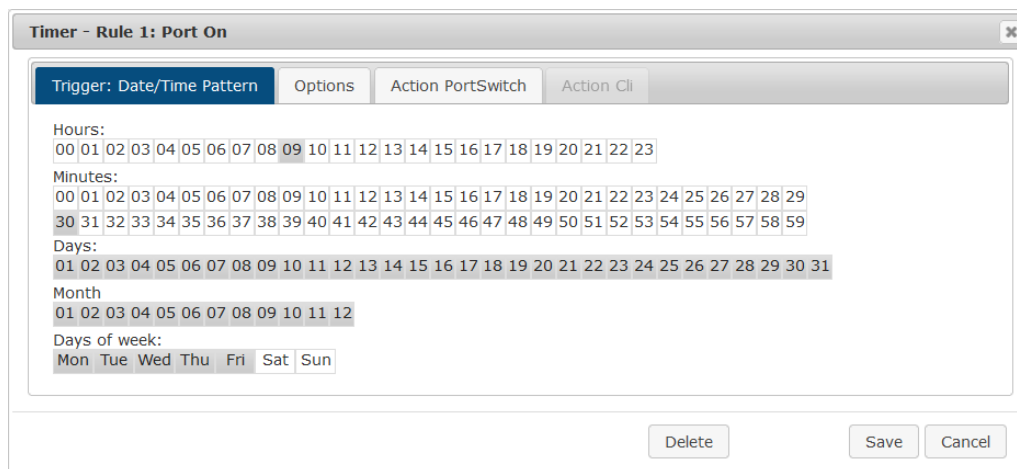 Timer - Rule 1: Port On
Trigger: Date/Time Pattern Options Action PortSwitch Action Cli
Hours:
00 01 02 03 04 05 06 07 08 09 10 11 12 13 14 15 16 17 18 19 20 21 22 23
Minutes:
00 01 02 03 04 05 06 07 08 09 10 11 12 13 14 15 16 17 18 19 20 21 22 23 24 25 26 27 28 29
30 31 32 33 34 35 36 37 38 39 40 41 42 43 44 45 46 47 48 49 50 51 52 53 54 55 56 57 58 59
Days:
01 02 03 04 05 06 07 08 09 10 11 12 13 14 15 16 17 18 19 20 21 22 23 24 25 26 27 28 29 30 31
Month
01 02 03 04 05 06 07 08 09 10 11 12
Days of week:
Mon Tue Wed Thu Fri Sat Sun
Delete Save Cancel